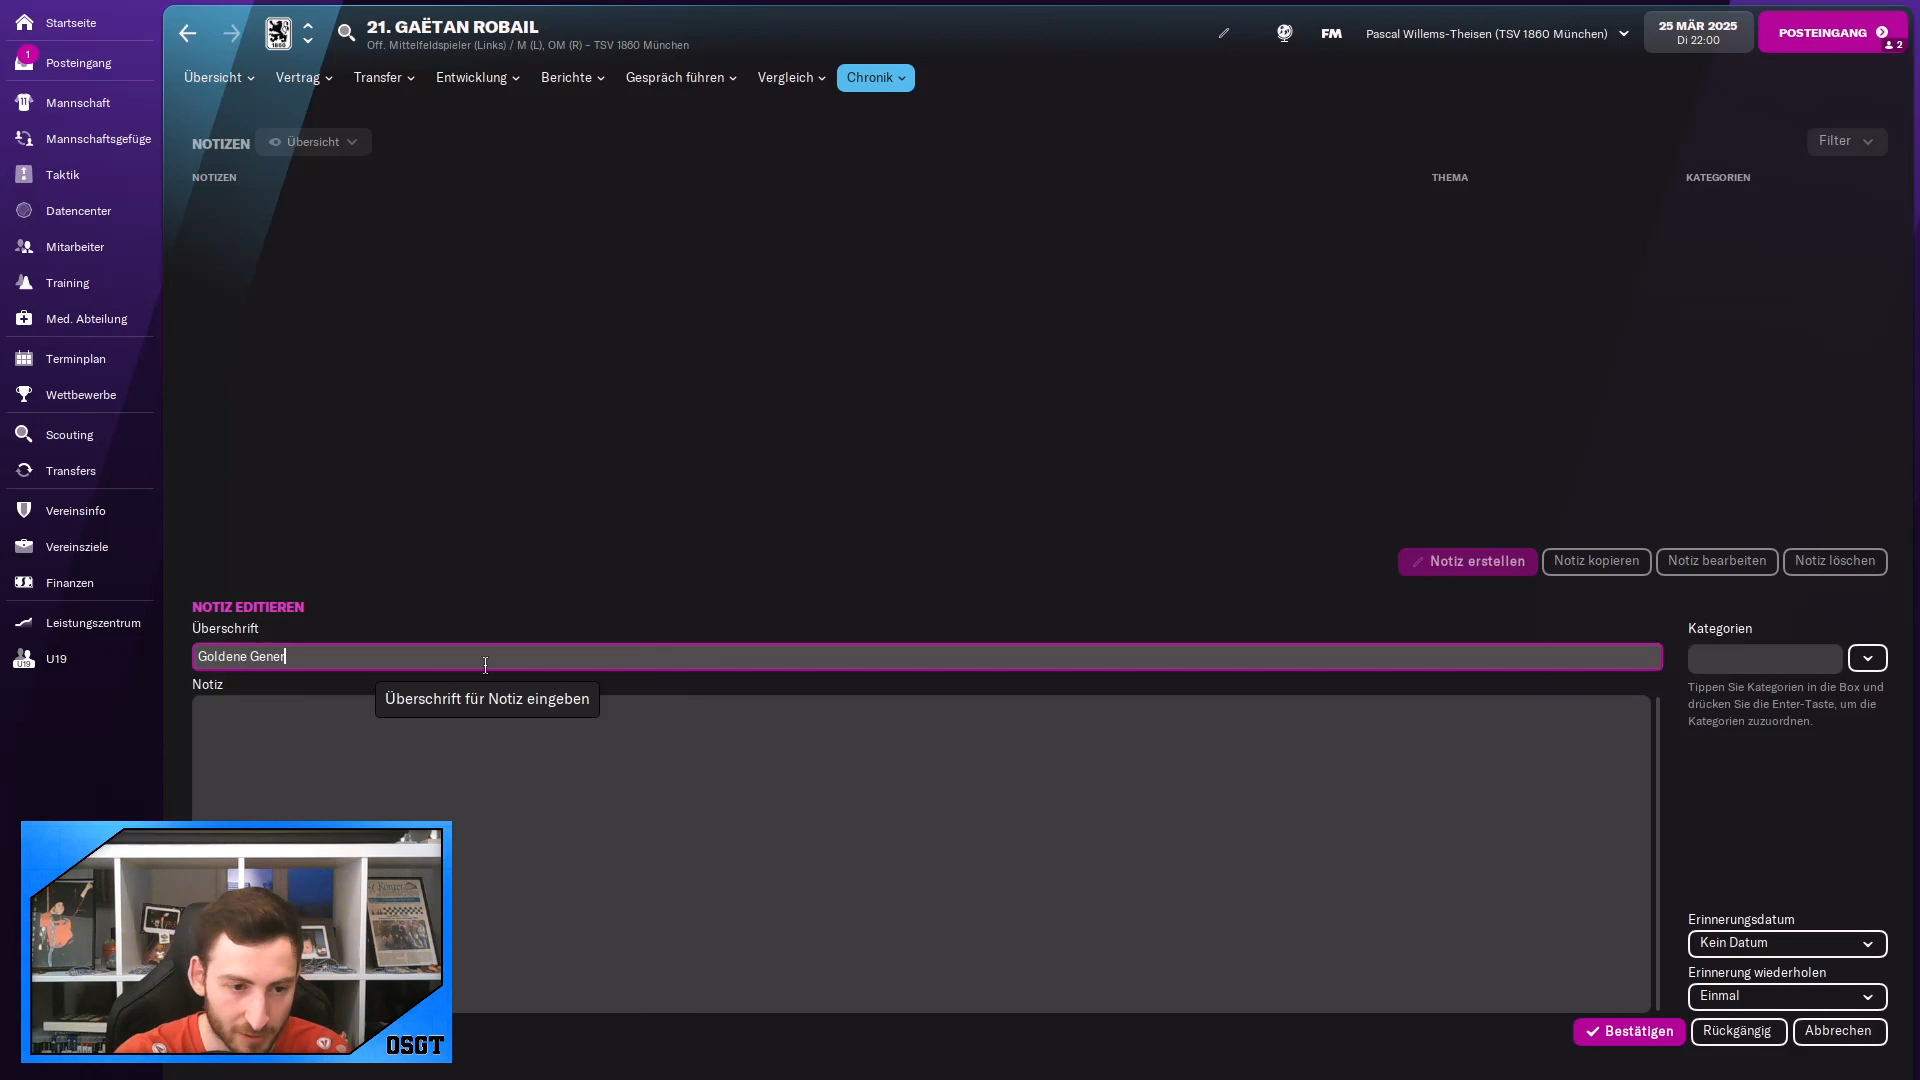 Startseite
1
Posteingang
Mannschaft
Mannschaftsgefüge
Taktik
Datencenter
Mitarbeiter
Training
Med. Abteilung
Terminplan
Wettbewerbe
Scouting
Transfers
Vereinsinfo
Vereinsziele
Finanzen
Leistungszentrum
U19
U19
21. GAËTAN ROBAIL
Off. Mittelfeldspieler (Links) / M (L), OM (R) - TSV 1860 München
FM
Pascal Willems-Theisen (TSV 1860 München)
25 MÄR 2025
Di 22:00
POSTEINGANG
2
Übersicht
Vertrag
Transfer
Entwicklung
Berichte
Gespräch führen
Vergleich
Chronik
NOTIZEN
Übersicht
Filter
NOTIZEN
THEMA
KATEGORIEN
Notiz erstellen
Notiz kopieren
Notiz bearbeiten
Notiz löschen
NOTIZ EDITIEREN
Überschrift
Goldene Gener
Notiz
Überschrift für Notiz eingeben
Kategorien
Tippen Sie Kategorien in die Box und
drücken Sie die Enter-Taste, um die
Kategorien zuzuordnen.
Erinnerungsdatum
Kein Datum
Erinnerung wiederholen
Einmal
Bestätigen
Rückgängig
Abbrechen
OSGT